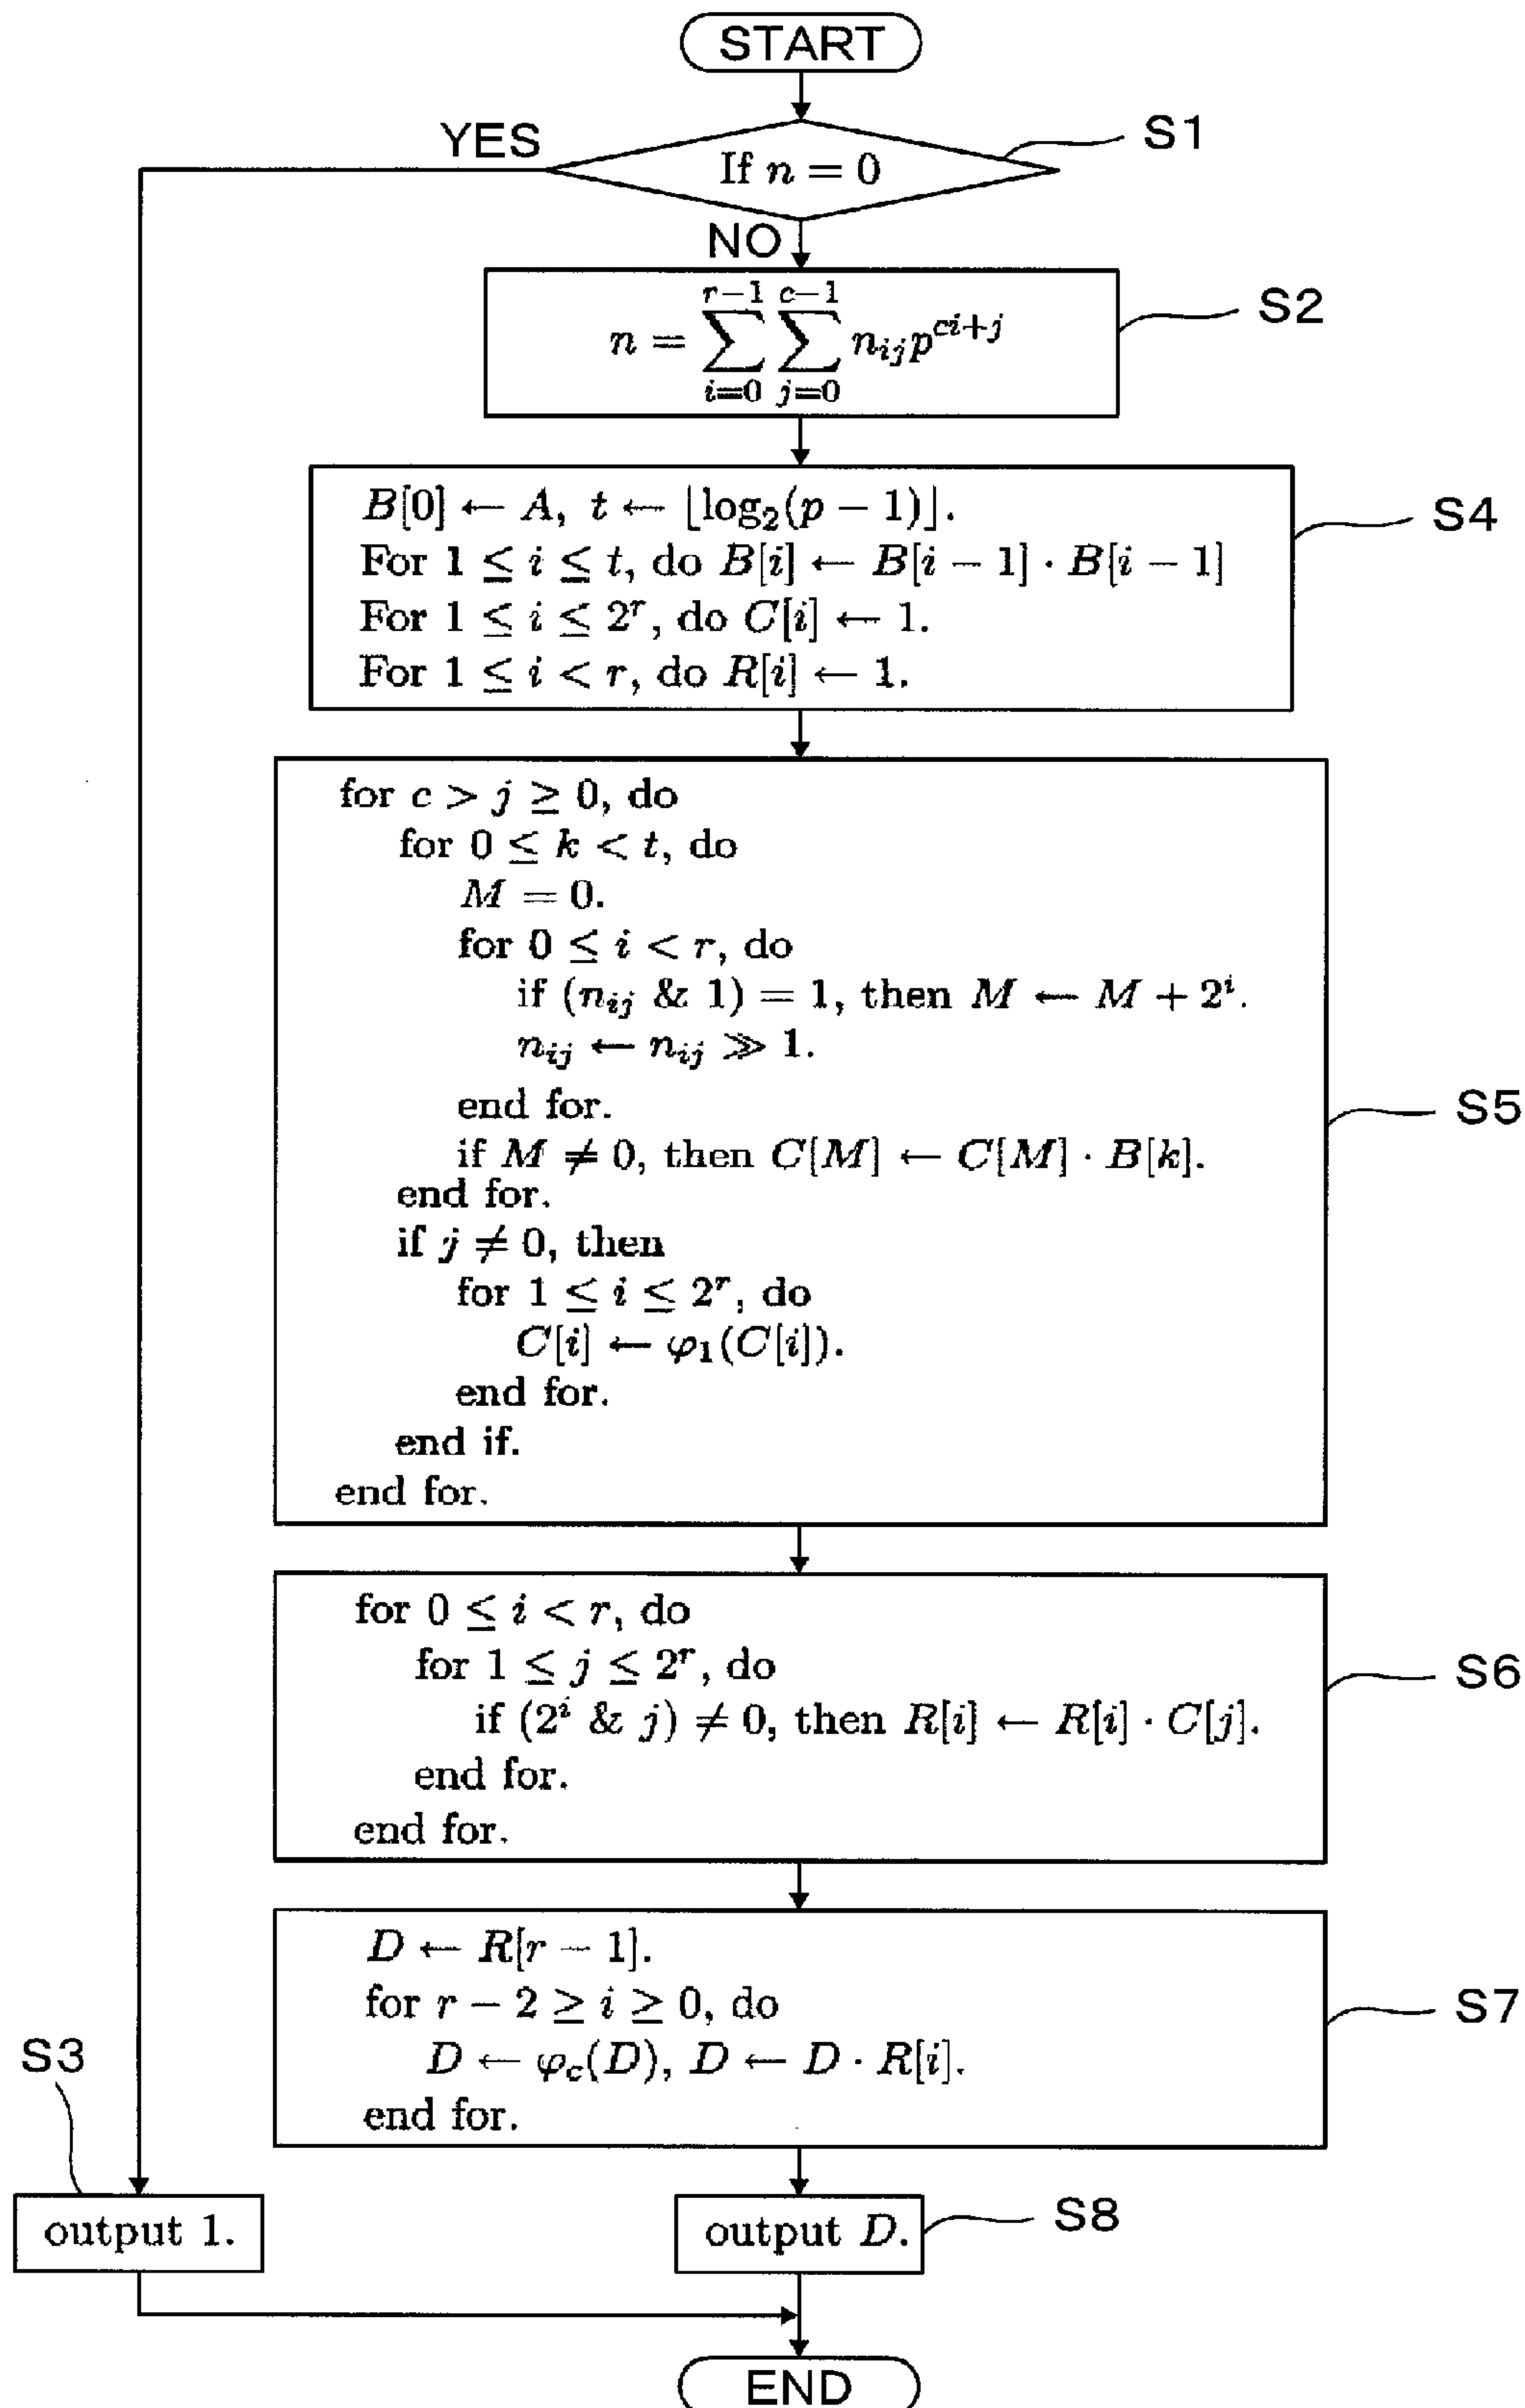 START
YES
If n = 0
S1
NO
n = \sum_{i=0}^{r-1} \sum_{j=0}^{c-1} n_{ij} p^{ci+j}
S2
B[0] ← A, t ← ⌊log₂(p − 1)⌋.
For 1 ≤ i ≤ t, do B[i] ← B[i − 1] · B[i − 1]
For 1 ≤ i ≤ 2^r, do C[i] ← 1.
For 1 ≤ i < r, do R[i] ← 1.
S4
for c > j ≥ 0, do
for 0 ≤ k < t, do
M = 0.
for 0 ≤ i < r, do
if (n_{ij} & 1) = 1, then M ← M + 2^i.
n_{ij} ← n_{ij} ≫ 1.
end for.
if M ≠ 0, then C[M] ← C[M] · B[k].
end for.
if j ≠ 0, then
for 1 ≤ i ≤ 2^r, do
C[i] ← φ₁(C[i]).
end for.
end if.
end for.
S5
for 0 ≤ i < r, do
for 1 ≤ j ≤ 2^r, do
if (2^i & j) ≠ 0, then R[i] ← R[i] · C[j].
end for.
end for.
S6
D ← R[r − 1].
for r − 2 ≥ i ≥ 0, do
D ← φ_c(D), D ← D · R[i].
end for.
S7
S3
output 1.
output D.
S8
END